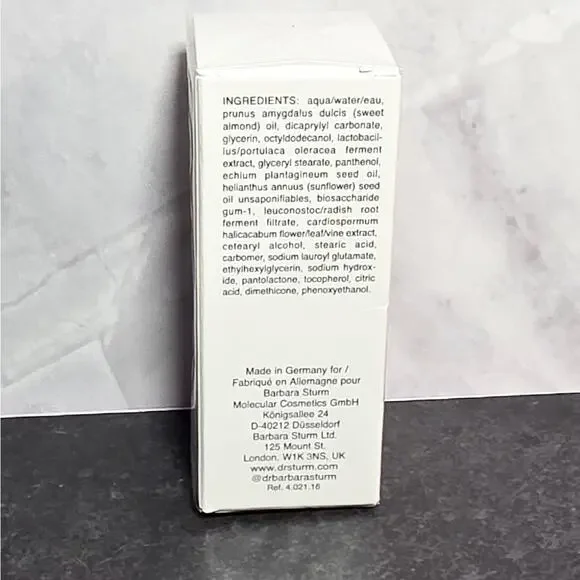 INGREDIENTS: aqua/water/eau,
prunus amygdalus dulcis (sweet
almond) oil, dicaprylyl carbonate,
glycerin, octyldodecanol, lactobacil-
lus/portulaca oleracea ferment
extract, glyceryl stearate, panthenol,
echium plantagineum seed oil,
helianthus annuus (sunflower) seed
oil unsaponifiables, biosaccharide
gum-1, leuconostoc/radish root
ferment filtrate, cardiospermum
halicacabum flower/leaf/vine extract,
cetearyl alcohol, stearic acid,
carbomer, sodium lauroyl glutamate,
ethylhexylglycerin, sodium hydrox-
ide, pantolactone, tocopherol, citric
acid, dimethicone, phenoxyethanol.
Made in Germany for /
Fabriqué en Allemagne pour
Barbara Sturm
Molecular Cosmetics GmbH
Königsallee 24
D-40212 Düsseldorf
Barbara Sturm Ltd.
125 Mount St.
London. W1K 3NS, UK
www.drsturm.com
@drbarbarasturm
Ref. 4.021.16